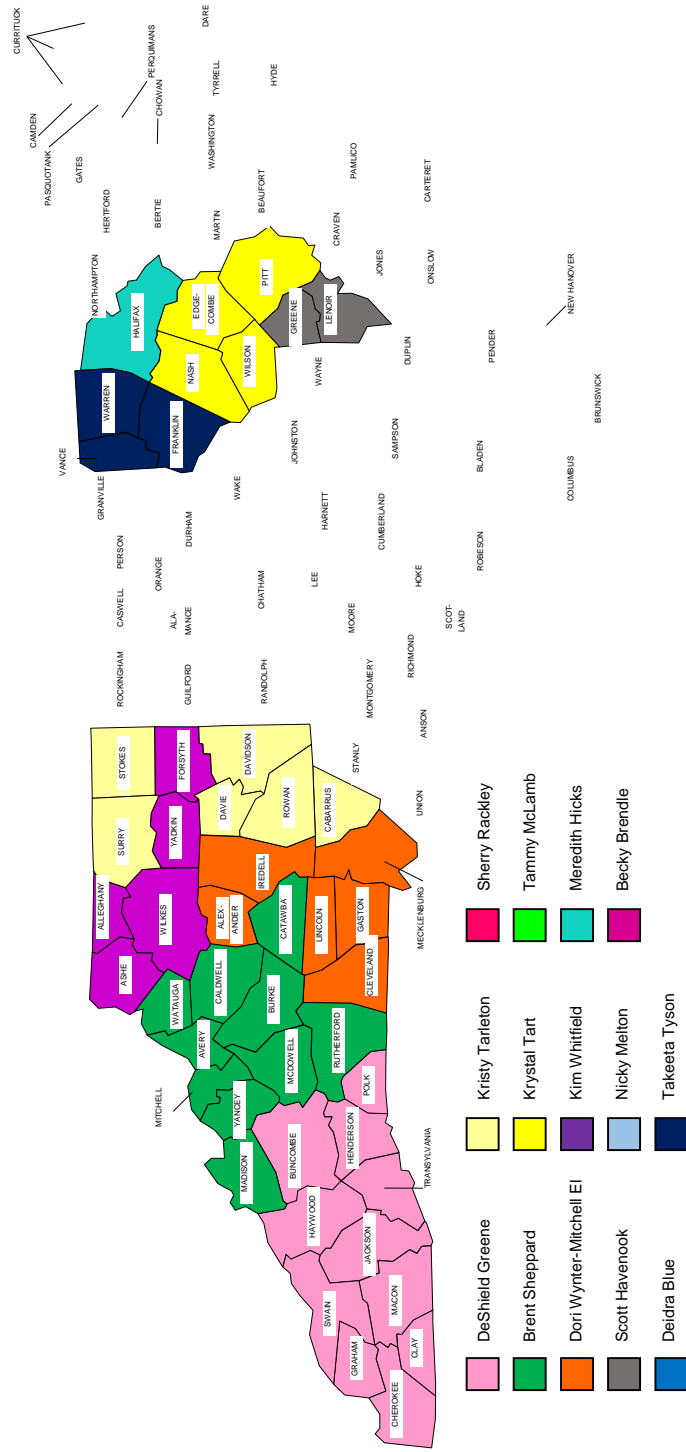 CHEROKEE
GRAHAM
CLAY
SWAIN
MACON
JACKSON
HAYWOOD
TRANSYLVANIA
BUNCOMBE
HENDERSON
MADISON
POLK
YANCEY
MITCHELL
MCDOWELL
RUTHERFORD
AVERY
BURKE
CLEVELAND
WATAUGA
CALDWELL
ASHE
WILKES
ALLEGHANY
ALEX-
ANDER
CATAWBA
LINCOLN
GASTON
MECKLENBURG
IREDELL
SURRY
YADKIN
DAVIE
ROWAN
CABARRUS
UNION
STOKES
FORSYTH
DAVIDSON
STANLY
ANSON
ROCKINGHAM
GUILFORD
RANDOLPH
MONTGOMERY
RICHMOND
CASWELL
ALA-
MANCE
ORANGE
CHATHAM
MOORE
LEE
HOKE
SCOT-
LAND
PERSON
DURHAM
GRANVILLE
WAKE
HARNETT
CUMBERLAND
ROBESON
VANCE
WARREN
FRANKLIN
JOHNSTON
SAMPSON
BLADEN
COLUMBUS
BRUNSWICK
NASH
WILSON
WAYNE
DUPLIN
PENDER
NEW HANOVER
NORTHAMPTON
HALIFAX
EDGE-
COMBE
PITT
GREENE
LENOIR
JONES
ONSLOW
HERTFORD
BERTIE
MARTIN
BEAUFORT
CRAVEN
PAMLICO
CARTERET
GATES
PASQUOTANK
CAMDEN
CURRITUCK
PERQUIMANS
CHOWAN
WASHINGTON
TYRRELL
HYDE
DARE
DeShield Greene
Brent Sheppard
Dori Wynter-Mitchell El
Scott Havenook
Deidra Blue
Kristy Tarleton
Krystal Tart
Kim Whitfield
Nicky Melton
Takeeta Tyson
Sherry Rackley
Tammy McLamb
Meredith Hicks
Becky Brendle